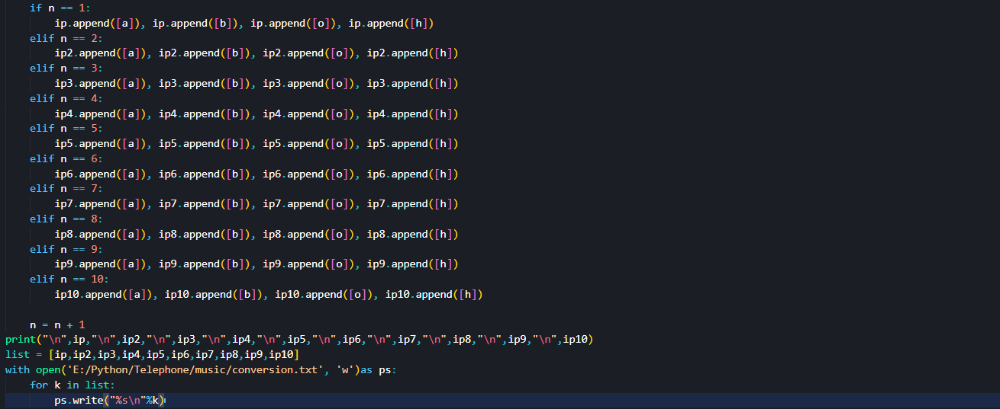 if n == 1:
ip.append([a]), ip.append([b]), ip.append([o]), ip.append([h])
elif n == 2:
ip2.append([a]), ip2.append([b]), ip2.append([o]), ip2.append([h])
elif n == 3:
ip3.append([a]), ip3.append([b]), ip3.append([o]), ip3.append([h])
elif n == 4:
ip4.append([a]), ip4.append([b]), ip4.append([o]), ip4.append([h])
elif n == 5:
ip5.append([a]), ip5.append([b]), ip5.append([o]), ip5.append([h])
elif n == 6:
ip6.append([a]), ip6.append([b]), ip6.append([o]), ip6.append([h])
elif n == 7:
ip7.append([a]), ip7.append([b]), ip7.append([o]), ip7.append([h])
elif n == 8:
ip8.append([a]), ip8.append([b]), ip8.append([o]), ip8.append([h])
elif n == 9:
ip9.append([a]), ip9.append([b]), ip9.append([o]), ip9.append([h])
elif n == 10:
ip10.append([a]), ip10.append([b]), ip10.append([o]), ip10.append([h])
n = n + 1
print("\n",ip,"\n",ip2,"\n",ip3,"\n",ip4,"\n",ip5,"\n",ip6,"\n",ip7,"\n",ip8,"\n",ip9,"\n",ip10)
list = [ip,ip2,ip3,ip4,ip5,ip6,ip7,ip8,ip9,ip10]
with open('E:/Python/Telephone/music/conversion.txt', 'w')as ps:
for k in list:
ps.write("%s\n"%k)